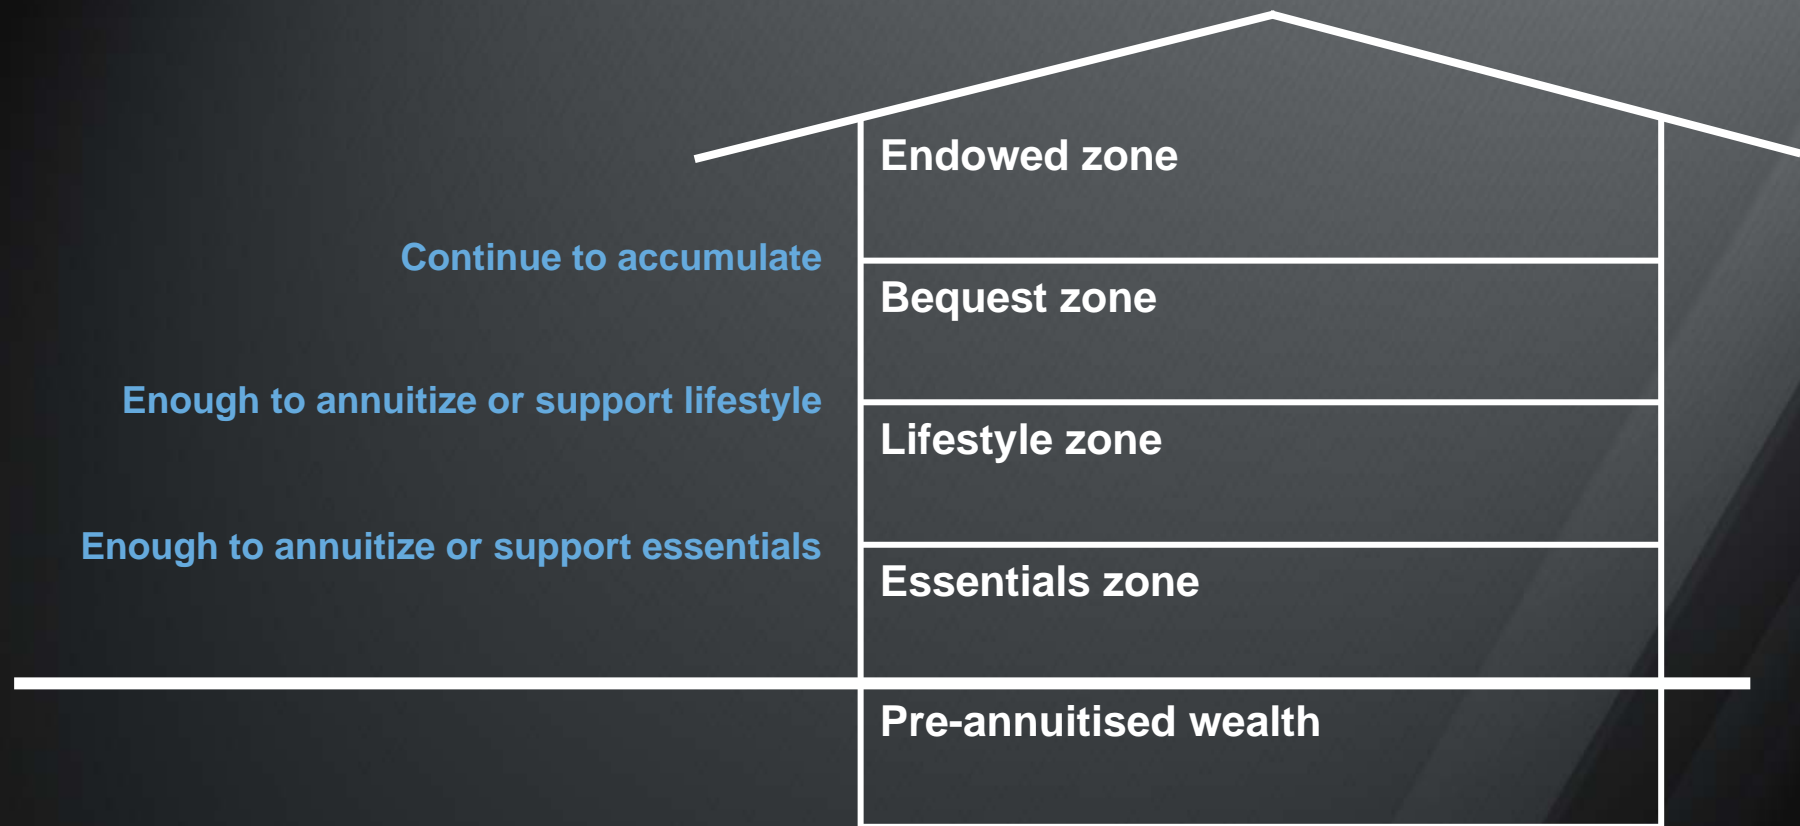 Endowed zone
Continue to accumulate
Bequest zone
Enough to annuitize or support lifestyle
Lifestyle zone
Enough to annuitize or support essentials
Essentials zone
Pre-annuitised wealth